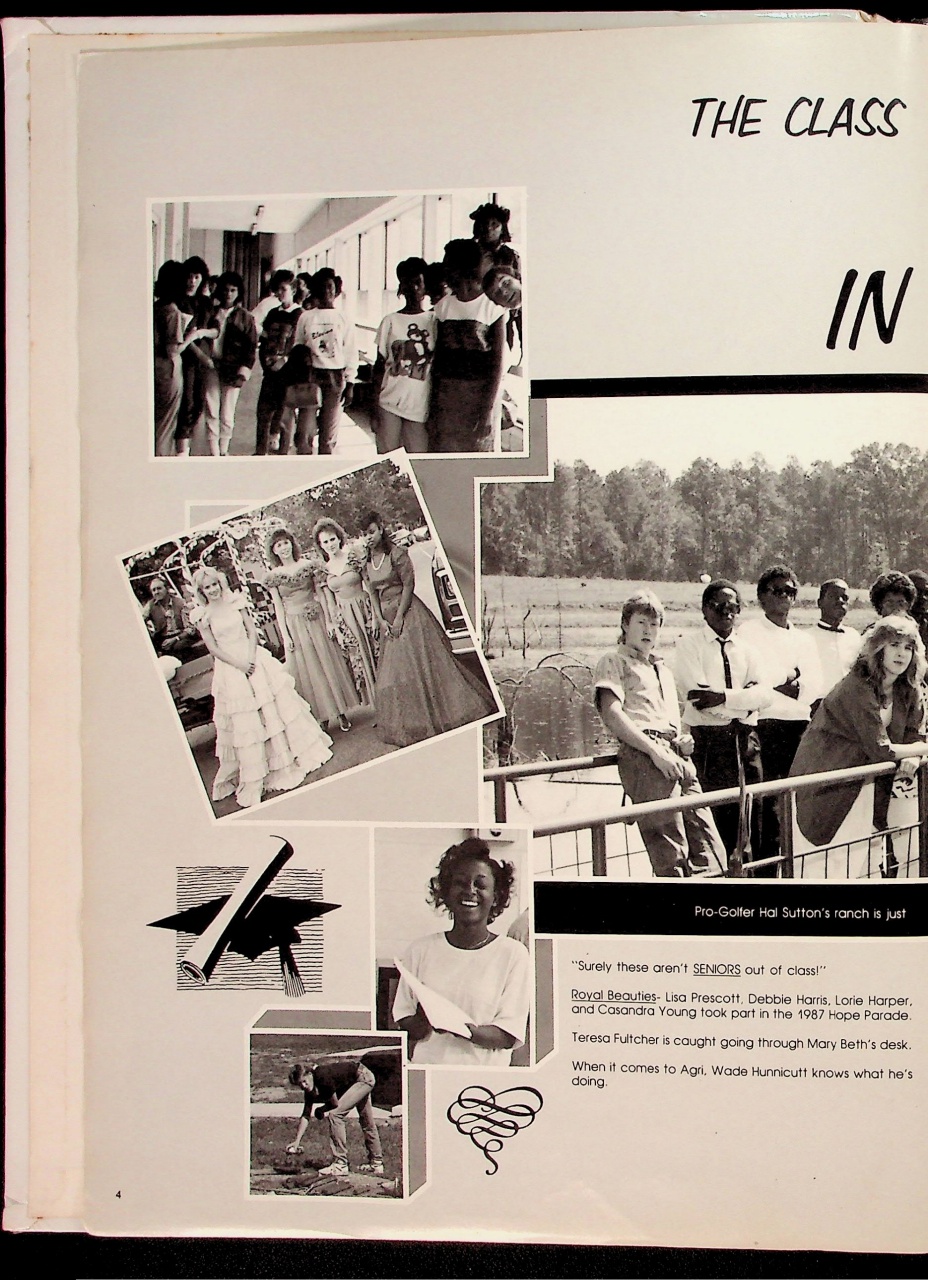 THE CLASS
IN
Pro-Golfer Hal Sutton's ranch is just
"Surely these aren't SENIORS out of class!"
Royal Beauties- Lisa Prescott, Debbie Harris, Lorie Harper,
and Casandra Young took part in the 1987 Hope Parade.
Teresa Fultcher is caught going through Mary Beth's desk.
When it comes to Agri, Wade Hunnicutt knows what he's
doing.
4